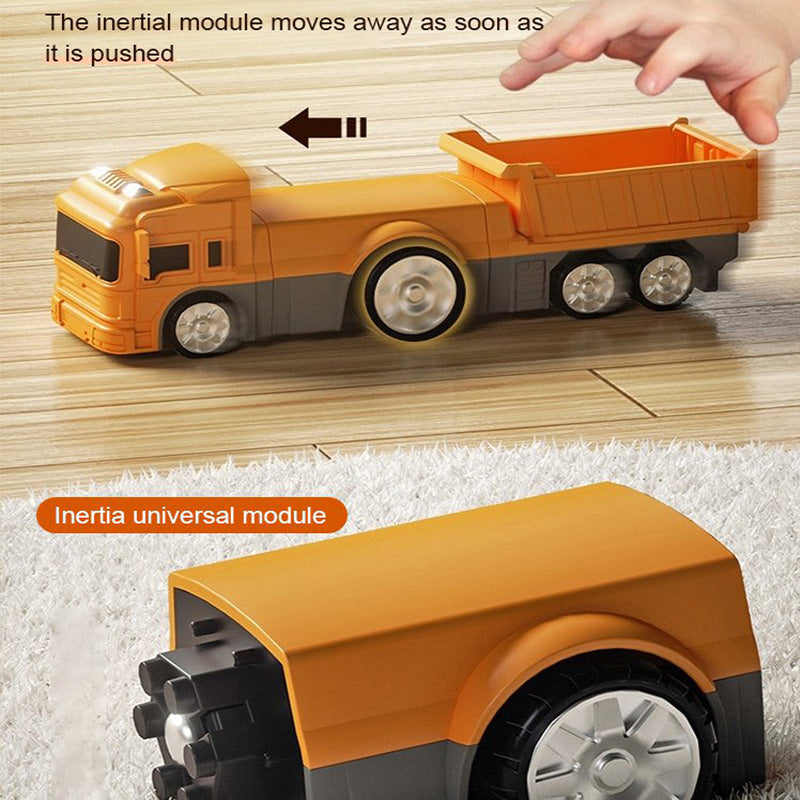 The inertial module moves away as soon as
it is pushed
Inertia universal module